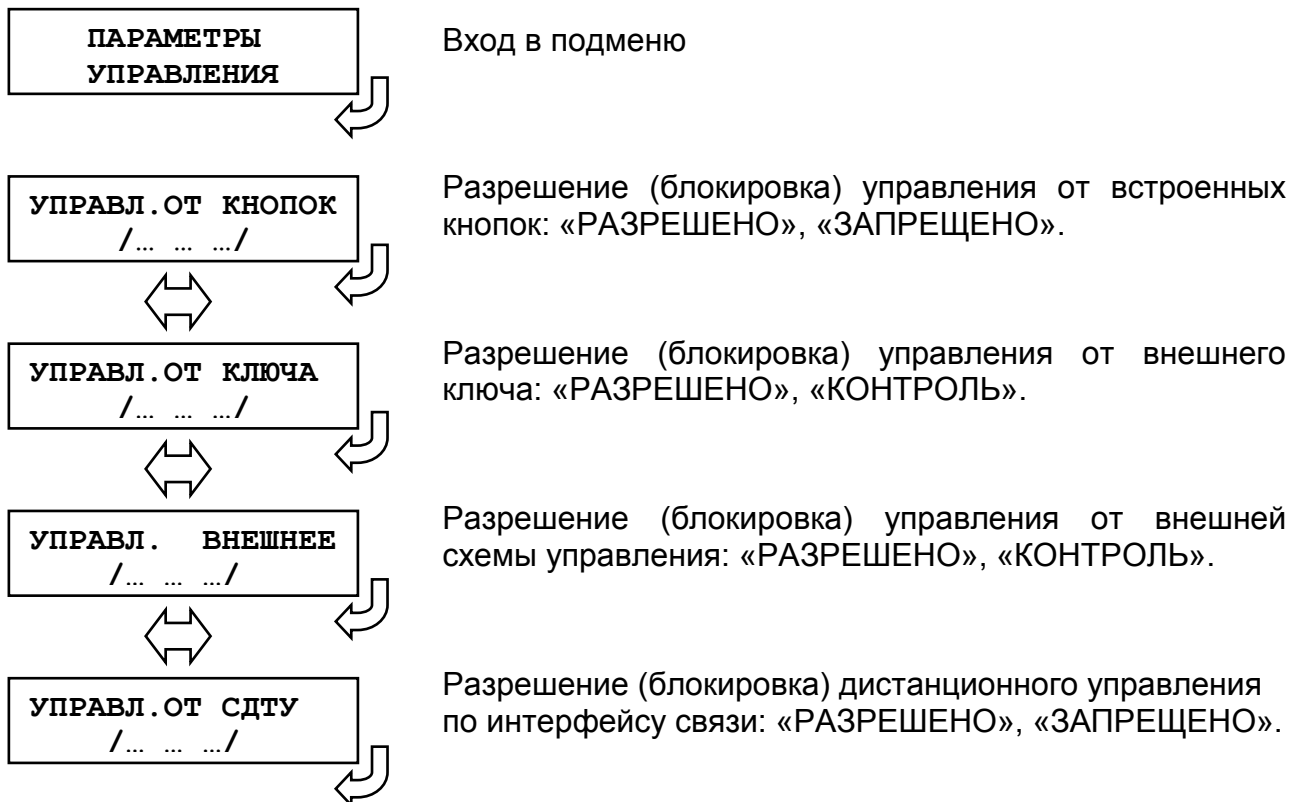 ПАРАМЕТРЫ
УПРАВЛЕНИЯ
Вход в подменю
УПРАВЛ.ОТ КНОПОК
/… … …/
Разрешение (блокировка) управления от встроенных
кнопок: «РАЗРЕШЕНО», «ЗАПРЕЩЕНО».
УПРАВЛ.ОТ КЛЮЧА
/… … …/
Разрешение (блокировка) управления от внешнего
ключа: «РАЗРЕШЕНО», «КОНТРОЛЬ».
УПРАВЛ. ВНЕШНЕЕ
/… … …/
Разрешение (блокировка) управления от внешней
схемы управления: «РАЗРЕШЕНО», «КОНТРОЛЬ».
УПРАВЛ.ОТ СДТУ
/… … …/
Разрешение (блокировка) дистанционного управления
по интерфейсу связи: «РАЗРЕШЕНО», «ЗАПРЕЩЕНО».